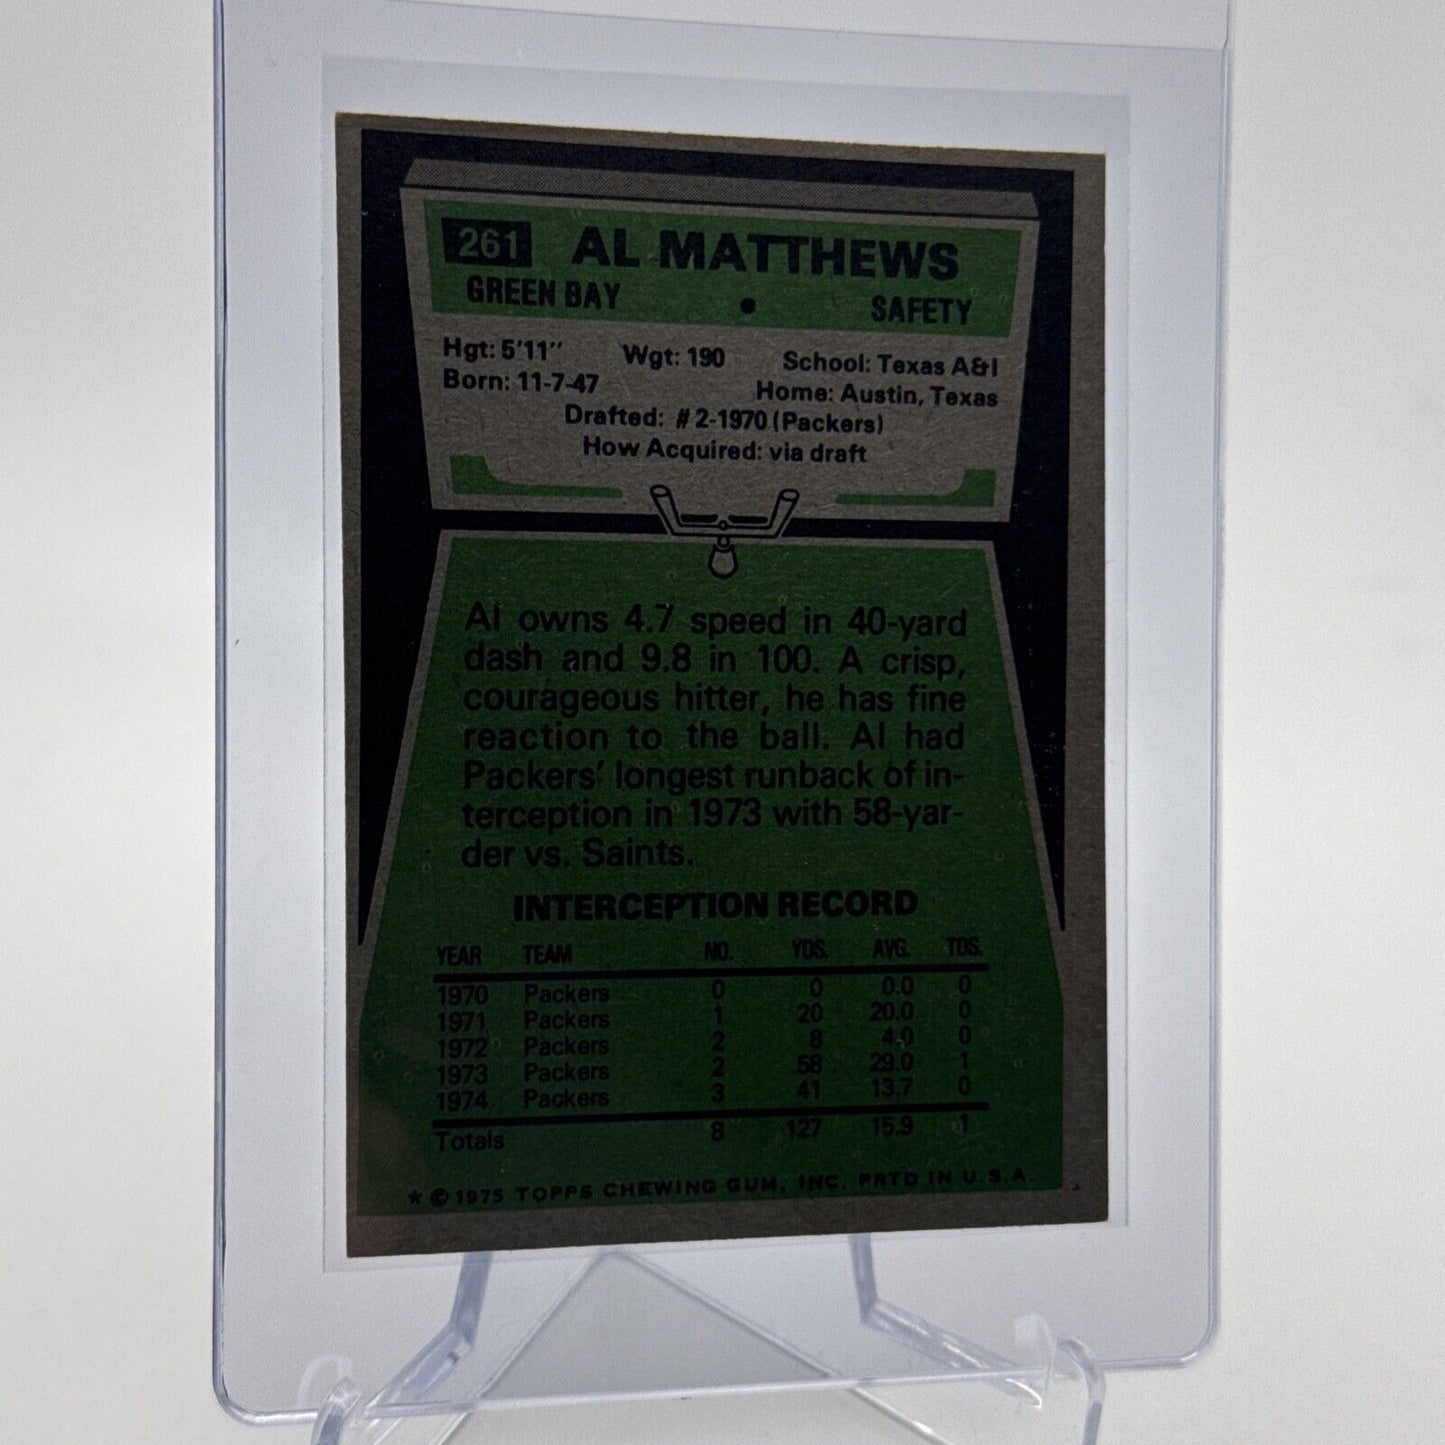 261 AL MATTHEWS
GREEN BAY • SAFETY
Hgt: 5'11" Wgt: 190 School: Texas A&I
Born: 11-7-47 Home: Austin, Texas
Drafted: #2-1970 (Packers)
How Acquired: via draft
Al owns 4.7 speed in 40-yard
dash and 9.8 in 100. A crisp,
courageous hitter, he has fine
reaction to the ball. Al had
Packers' longest runback of in-
terception in 1973 with 58-yar-
der vs. Saints.
INTERCEPTION RECORD
YEAR TEAM NO. YDS. AVG. TDS.
1970 Packers 0 0 0.0 0
1971 Packers 1 20 20.0 0
1972 Packers 2 8 4.0 0
1973 Packers 2 58 29.0 1
1974 Packers 3 41 13.7 0
Totals 8 127 15.9 1
* © 1975 TOPPS CHEWING GUM, INC. PRTD IN U.S.A.